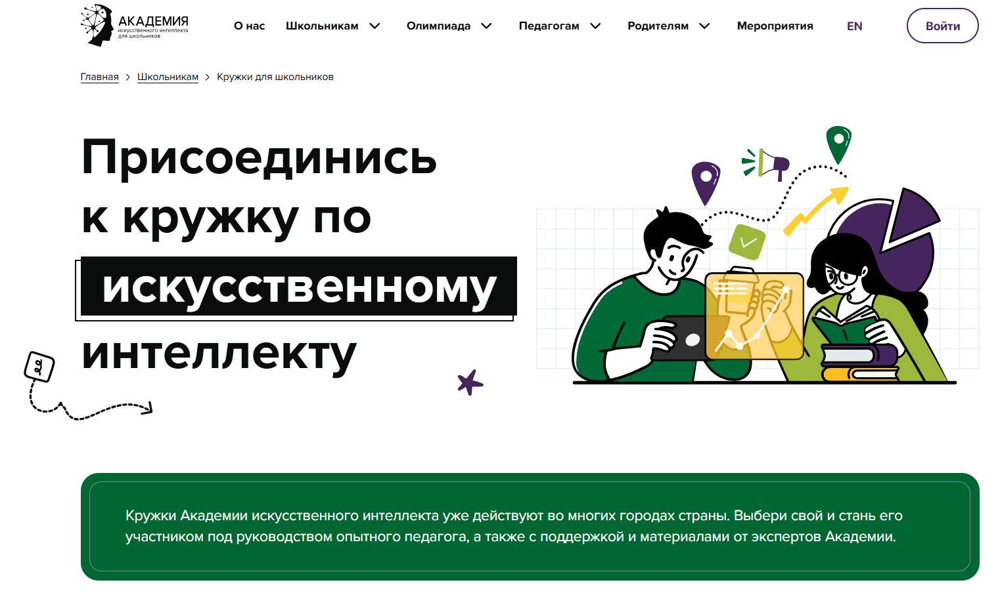 АКАДЕМИЯ
искусственного интеллекта
для школьников
О нас
Школьникам
Олимпиада
Педагогам
Родителям
Мероприятия
EN
Войти
Главная > Школьникам > Кружки для школьников
Присоединись
к кружку по
искусственному
интеллекту
Кружки Академии искусственного интеллекта уже действуют во многих городах страны. Выбери свой и стань его
участником под руководством опытного педагога, а также с поддержкой и материалами от экспертов Академии.